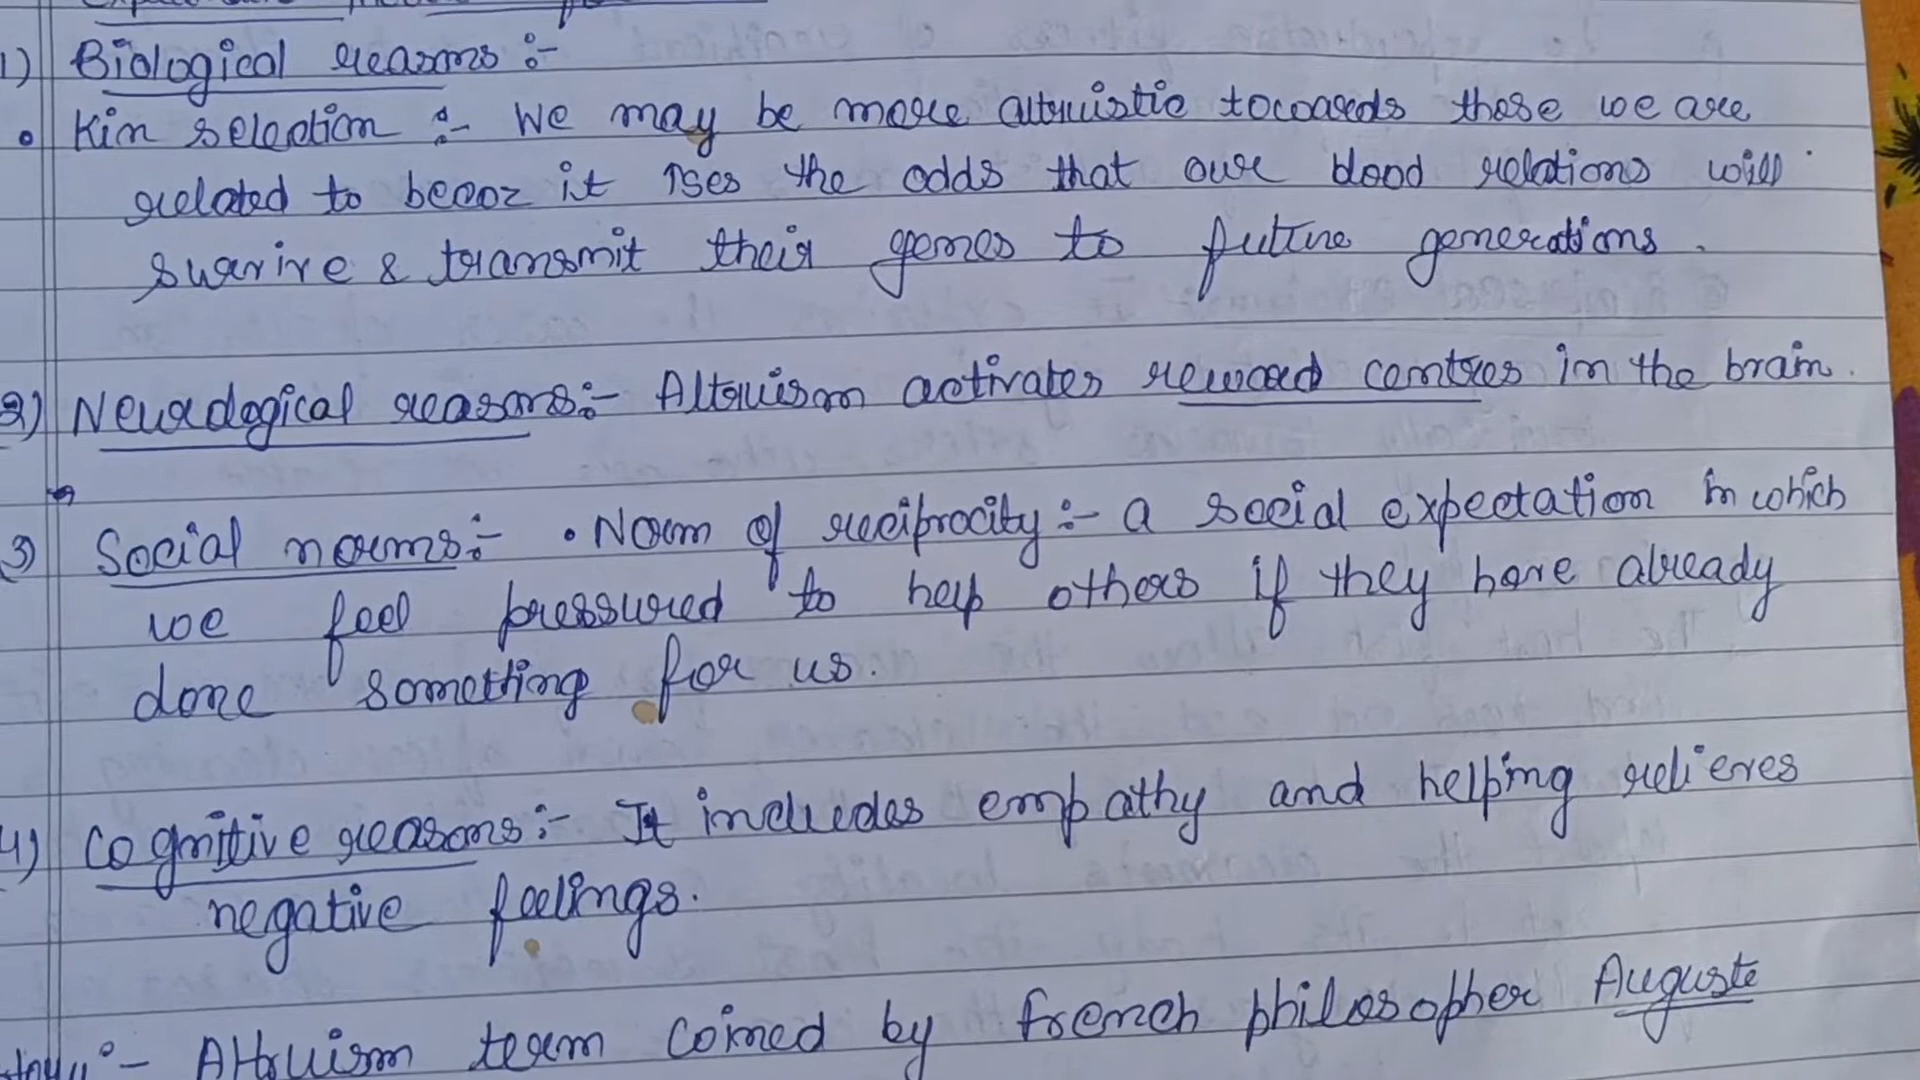 1) Biological reasons :-
• Kin selection :- We may be more altruistic towards those we are
related to becoz it ises the odds that our blood relations will
survive & transmit their genes to future generations.
2) Neurological reasons :- Altruism activates reward centres in the brain.
3) Social norms :- • Norm of reciprocity :- a social expectation in which
we feel pressured to help others if they have already
done something for us.
4) Cognitive reasons :- It includes empathy and helping relieves
negative feelings.
:- Altruism term coined by french philosopher Auguste